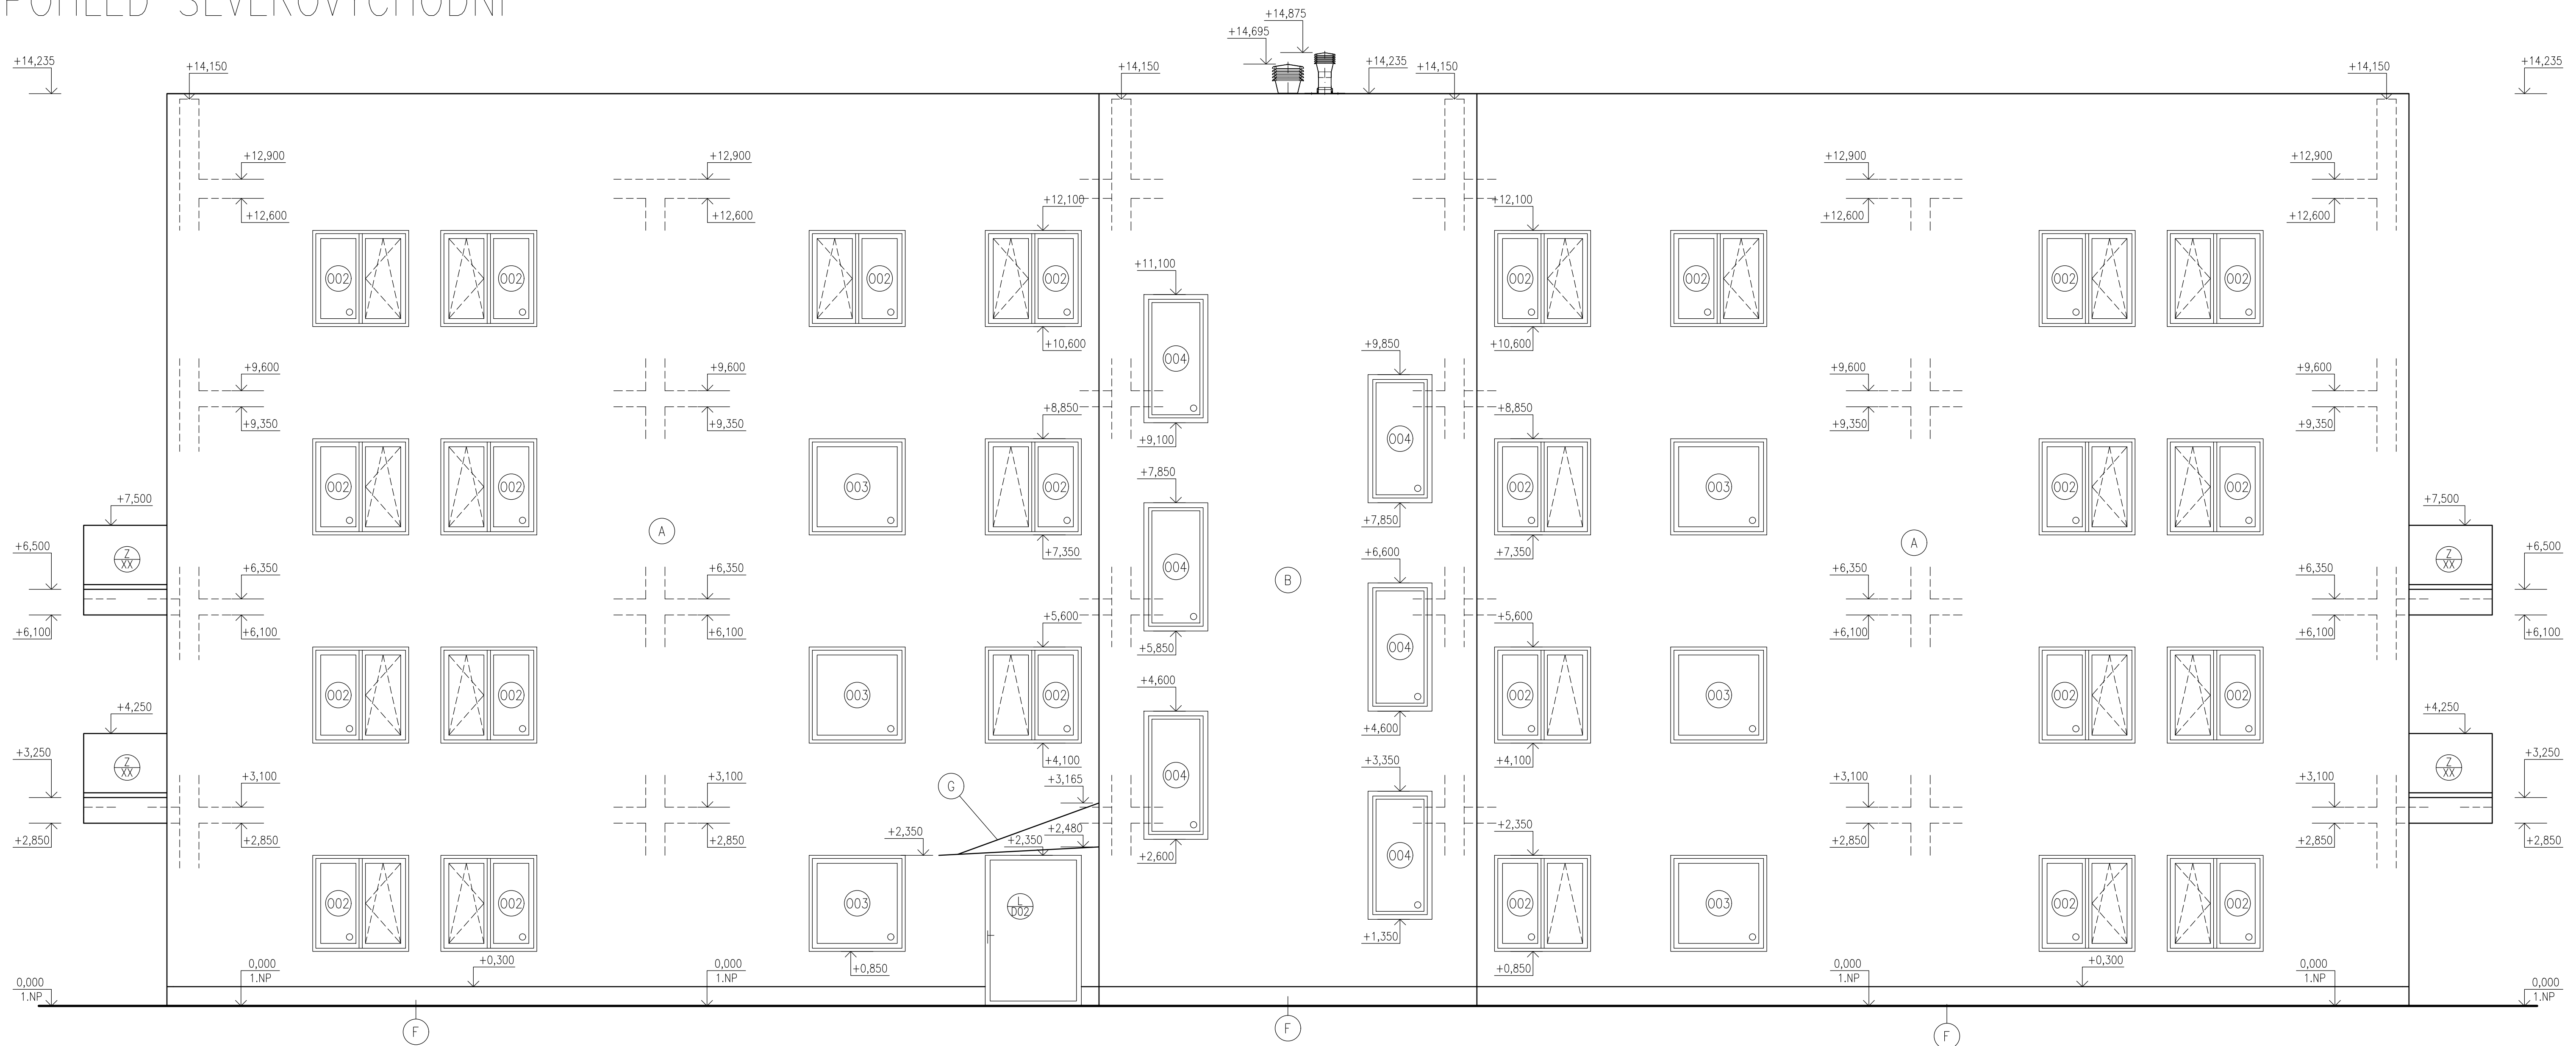 POHLED SEVEROVÝCHODNÍ
+14,875
+14,695
+14,235 +14,150 +14,150 +14,235 +14,150 +14,150 +14,235
+12,900 +12,900 +12,900 +12,900
+12,600 +12,600 +12,100 +12,100 +12,600 +12,600
002 002 002 002 002 002 002 002
+11,100
+10,600 +10,600
004
+9,850
+9,600 +9,600 +9,600 +9,600
+9,350 +9,350 +8,850 +9,100 +8,850 +9,350 +9,350
004
+7,850
002 002 003 002 002 003 002 002
+7,500 +7,500
A A
+7,850
+7,350 +7,350
+6,500 Z XX +6,600 Z XX +6,500
004
B
+6,350 +6,350 +6,350 +6,350
+6,100 +6,100 +6,100 +5,600 +5,850 +5,600 +6,100 +6,100 +6,100
004
+4,600
002 002 003 002 002 003 002 002
+4,250 +4,250
+4,600
+4,100 +4,100
+3,250 Z XX +3,350 Z XX +3,250
004
G
+3,100 +3,100 +3,165 +3,100 +3,100
+2,850 +2,850 +2,850 +2,350 +2,350 +2,480 +2,600 +2,350 +2,850 +2,850 +2,850
004
002 002 003 L D02 002 003 002 002
+1,350
+0,850 +0,850
+0,300 +0,300
0,000 0,000 0,000 0,000 0,000 0,000
1.NP 1.NP 1.NP 1.NP 1.NP 1.NP
F F F